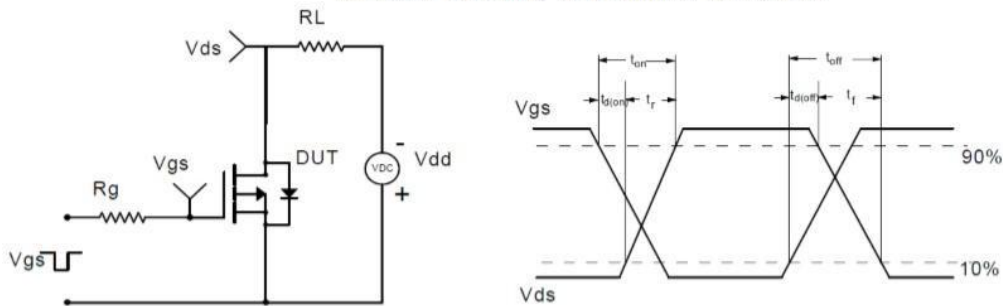 RL
Vds
Vgs
DUT
VDC
-
Vdd
+
Rg
Vgs
ton
toff
td(on)
tr
td(off)
tf
Vgs
90%
10%
Vds